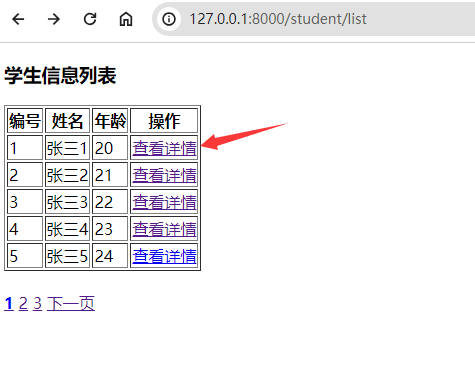 127.0.0.1:8000/student/list
学生信息列表
编号 姓名 年龄 操作
1 张三1 20 查看详情
2 张三2 21 查看详情
3 张三3 22 查看详情
4 张三4 23 查看详情
5 张三5 24 查看详情
1 2 3 下一页